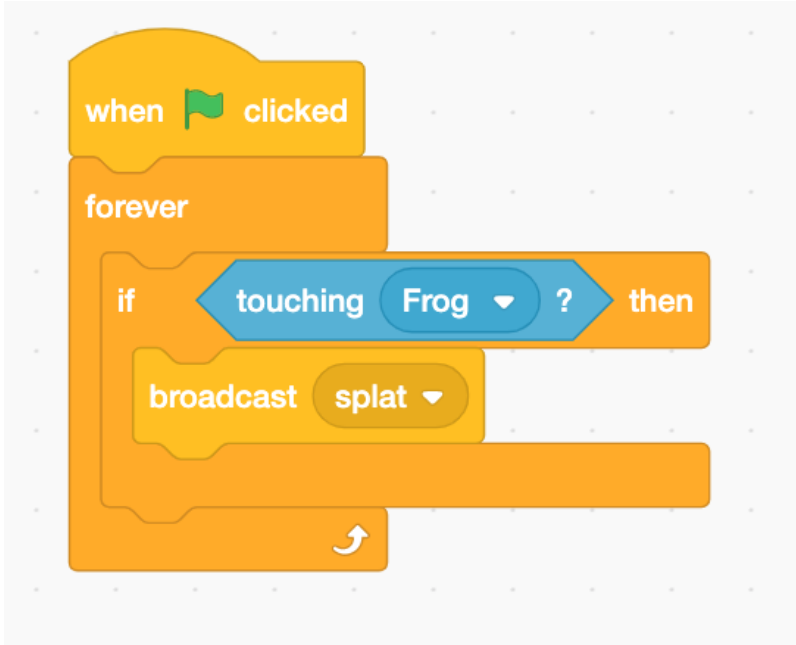 when clicked
forever
if touching Frog ? then
broadcast splat